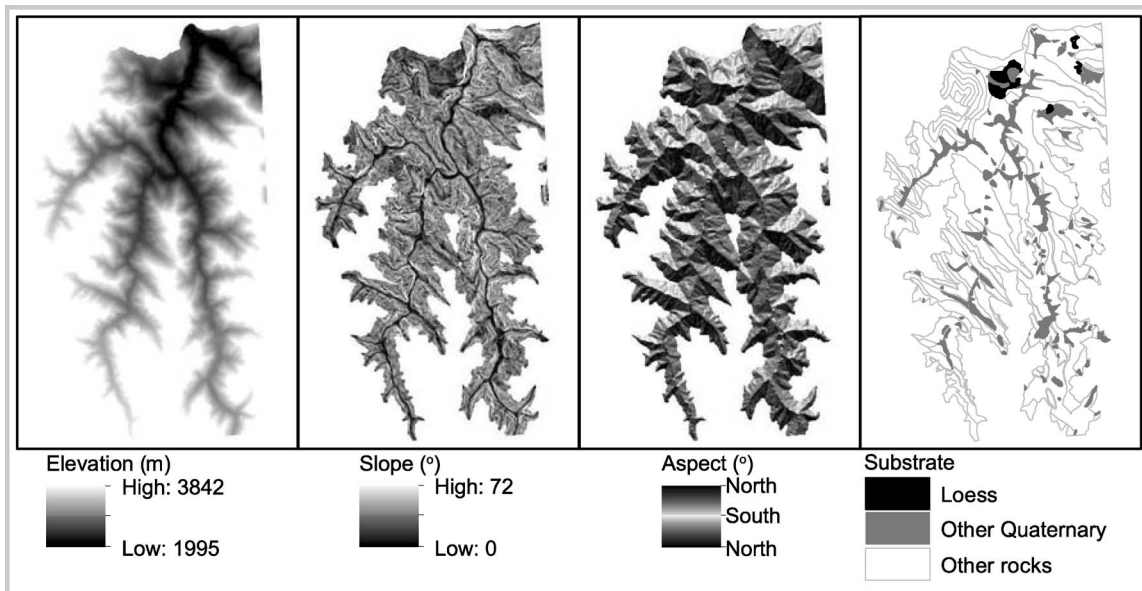 Elevation (m)
High: 3842
Low: 1995
Slope (º)
High: 72
Low: 0
Aspect (º)
North
South
North
Substrate
Loess
Other Quaternary
Other rocks